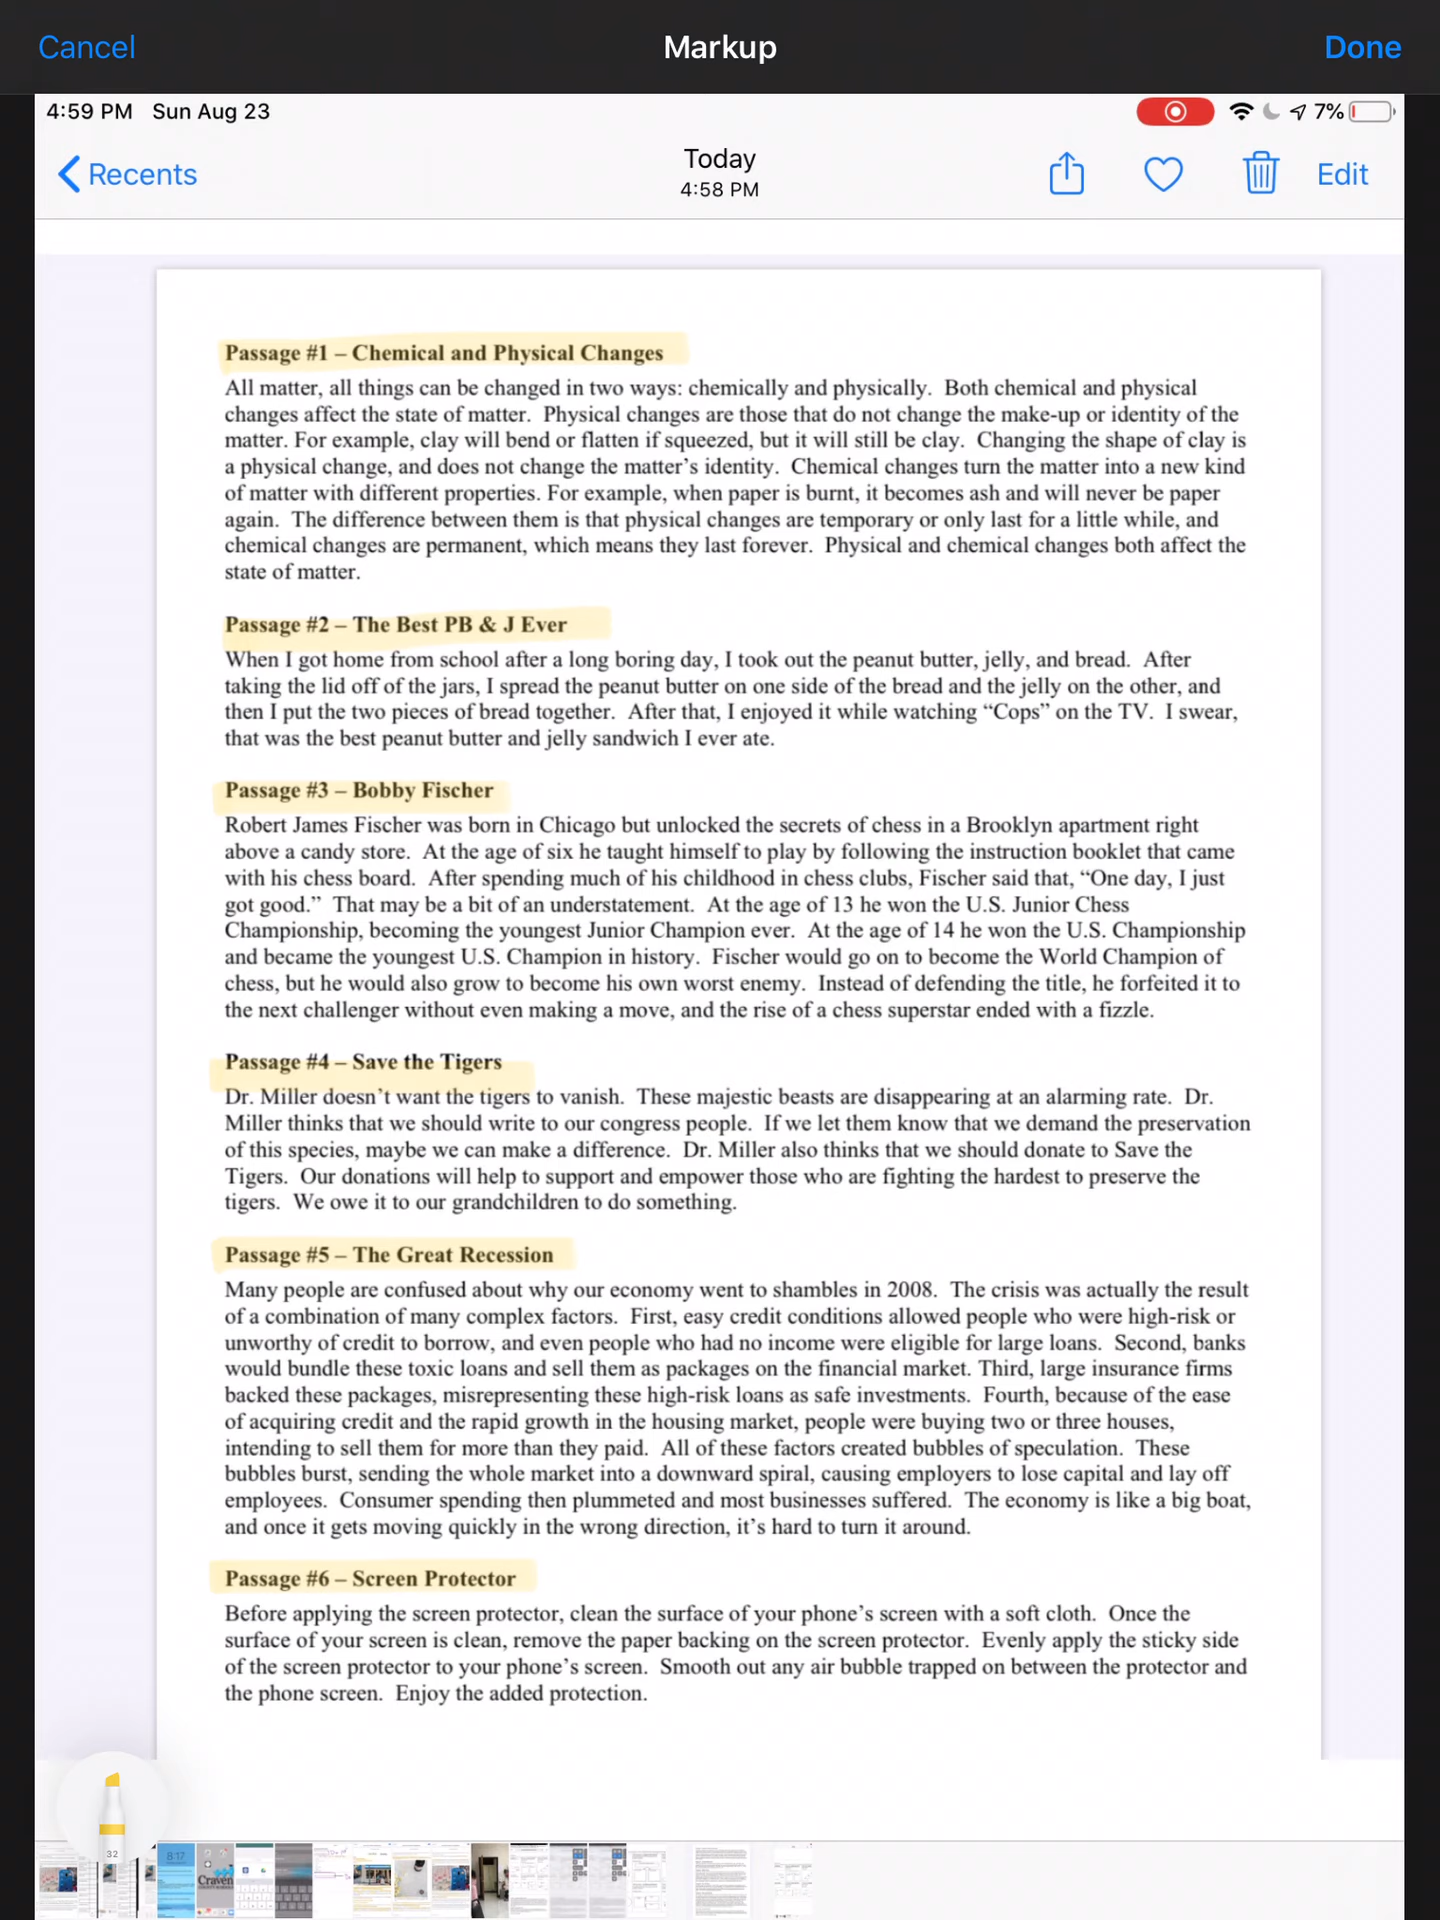 Cancel Markup Done
4:59 PM Sun Aug 23 7%
Recents Today Edit
4:58 PM
Passage #1 – Chemical and Physical Changes
All matter, all things can be changed in two ways: chemically and physically. Both chemical and physical
changes affect the state of matter. Physical changes are those that do not change the make-up or identity of the
matter. For example, clay will bend or flatten if squeezed, but it will still be clay. Changing the shape of clay is
a physical change, and does not change the matter's identity. Chemical changes turn the matter into a new kind
of matter with different properties. For example, when paper is burnt, it becomes ash and will never be paper
again. The difference between them is that physical changes are temporary or only last for a little while, and
chemical changes are permanent, which means they last forever. Physical and chemical changes both affect the
state of matter.
Passage #2 – The Best PB & J Ever
When I got home from school after a long boring day, I took out the peanut butter, jelly, and bread. After
taking the lid off of the jars, I spread the peanut butter on one side of the bread and the jelly on the other, and
then I put the two pieces of bread together. After that, I enjoyed it while watching “Cops” on the TV. I swear,
that was the best peanut butter and jelly sandwich I ever ate.
Passage #3 – Bobby Fischer
Robert James Fischer was born in Chicago but unlocked the secrets of chess in a Brooklyn apartment right
above a candy store. At the age of six he taught himself to play by following the instruction booklet that came
with his chess board. After spending much of his childhood in chess clubs, Fischer said that, “One day, I just
got good.” That may be a bit of an understatement. At the age of 13 he won the U.S. Junior Chess
Championship, becoming the youngest Junior Champion ever. At the age of 14 he won the U.S. Championship
and became the youngest U.S. Champion in history. Fischer would go on to become the World Champion of
chess, but he would also grow to become his own worst enemy. Instead of defending the title, he forfeited it to
the next challenger without even making a move, and the rise of a chess superstar ended with a fizzle.
Passage #4 – Save the Tigers
Dr. Miller doesn't want the tigers to vanish. These majestic beasts are disappearing at an alarming rate. Dr.
Miller thinks that we should write to our congress people. If we let them know that we demand the preservation
of this species, maybe we can make a difference. Dr. Miller also thinks that we should donate to Save the
Tigers. Our donations will help to support and empower those who are fighting the hardest to preserve the
tigers. We owe it to our grandchildren to do something.
Passage #5 – The Great Recession
Many people are confused about why our economy went to shambles in 2008. The crisis was actually the result
of a combination of many complex factors. First, easy credit conditions allowed people who were high-risk or
unworthy of credit to borrow, and even people who had no income were eligible for large loans. Second, banks
would bundle these toxic loans and sell them as packages on the financial market. Third, large insurance firms
backed these packages, misrepresenting these high-risk loans as safe investments. Fourth, because of the ease
of acquiring credit and the rapid growth in the housing market, people were buying two or three houses,
intending to sell them for more than they paid. All of these factors created bubbles of speculation. These
bubbles burst, sending the whole market into a downward spiral, causing employers to lose capital and lay off
employees. Consumer spending then plummeted and most businesses suffered. The economy is like a big boat,
and once it gets moving quickly in the wrong direction, it's hard to turn it around.
Passage #6 – Screen Protector
Before applying the screen protector, clean the surface of your phone's screen with a soft cloth. Once the
surface of your screen is clean, remove the paper backing on the screen protector. Evenly apply the sticky side
of the screen protector to your phone's screen. Smooth out any air bubble trapped on between the protector and
the phone screen. Enjoy the added protection.
32
8:17
Craven